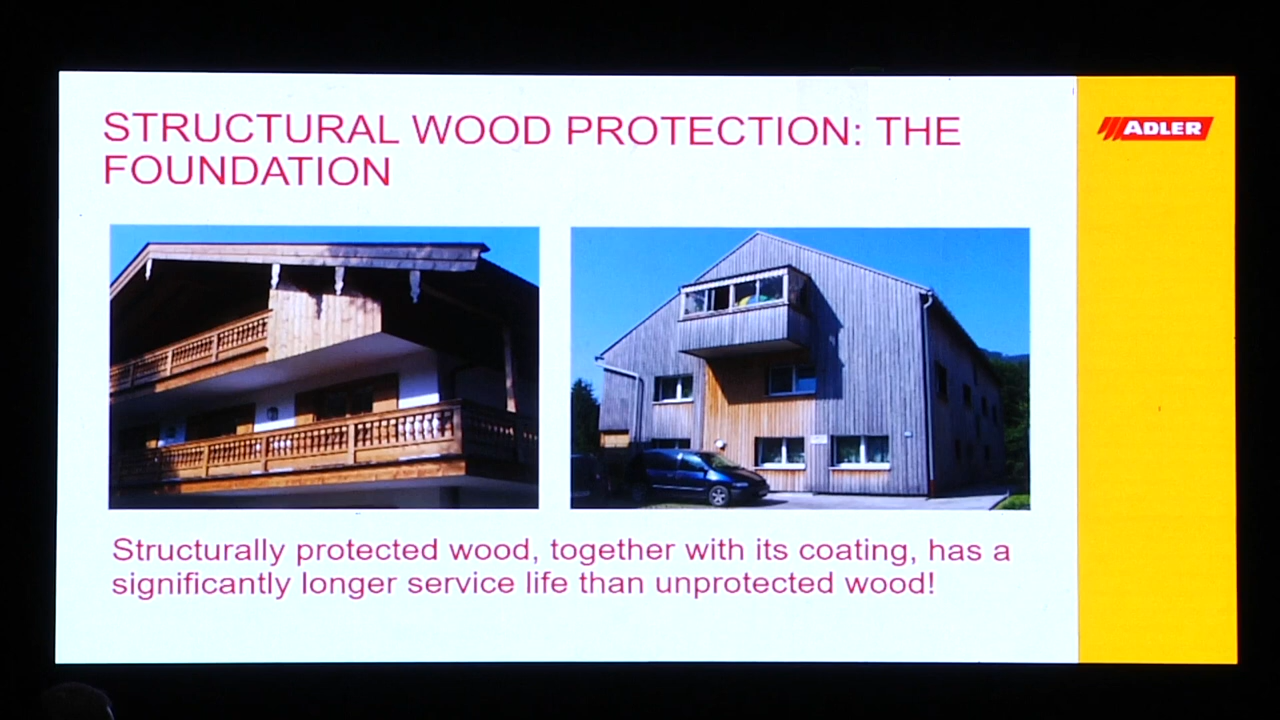 STRUCTURAL WOOD PROTECTION: THE
FOUNDATION
ADLER
Structurally protected wood, together with its coating, has a
significantly longer service life than unprotected wood!